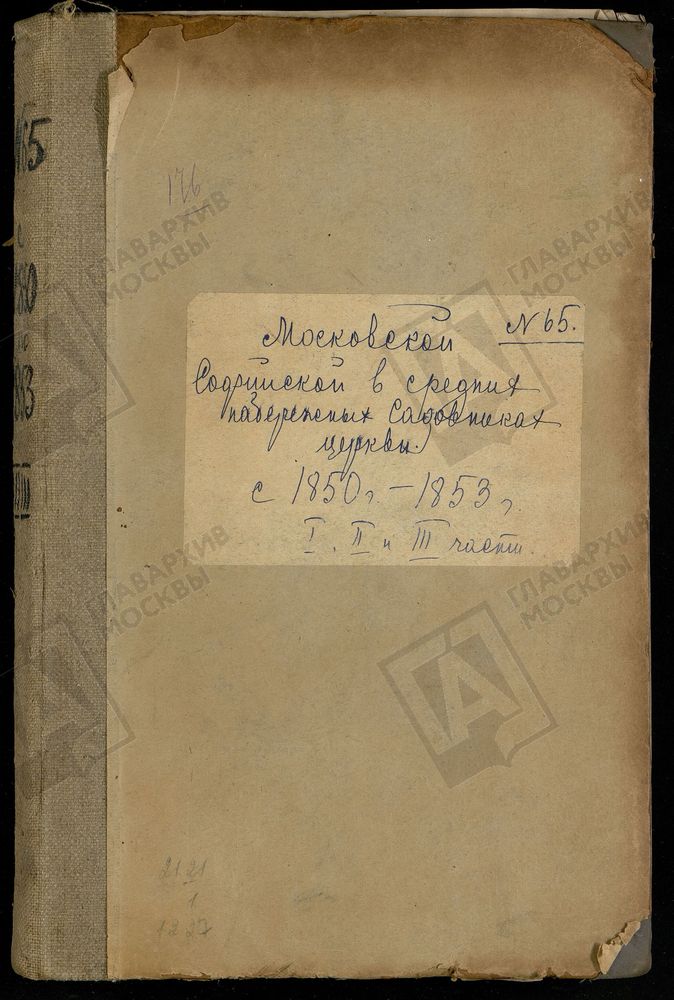 176
№ 65.
Московской
Софийской в средних
набережных Садовниках
церкви
с 1850 г. – 1853 г.
I, II и III части.
65
с
ГЛАВАРХИВ
МОСКВЫ
ГЛАВАРХИВ
МОСКВЫ
ГЛАВАРХИВ
МОСКВЫ
ГЛАВАРХИВ
МОСКВЫ
2121
1
1227